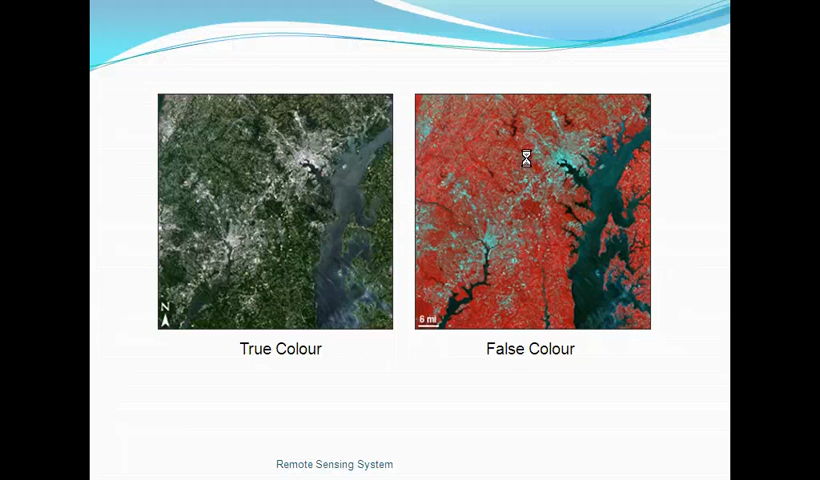 N
6 mi
True Colour
False Colour
Remote Sensing System